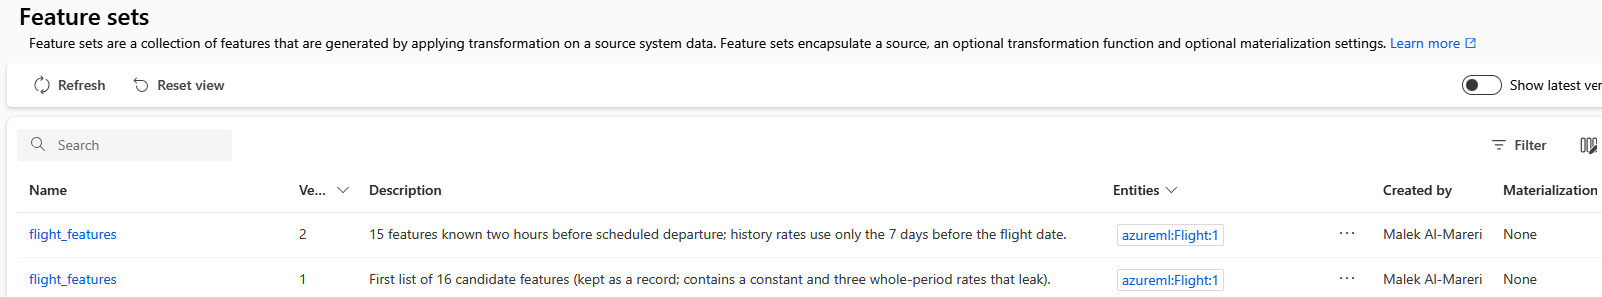 Feature sets
Feature sets are a collection of features that are generated by applying transformation on a source system data. Feature sets encapsulate a source, an optional transformation function and optional materialization settings. Learn more
Refresh Reset view Show latest ver
Search Filter
Name Ve... Description Entities Created by Materialization
flight_features 2 15 features known two hours before scheduled departure; history rates use only the 7 days before the flight date. azureml:Flight:1 ... Malek Al-Mareri None
flight_features 1 First list of 16 candidate features (kept as a record; contains a constant and three whole-period rates that leak). azureml:Flight:1 ... Malek Al-Mareri None